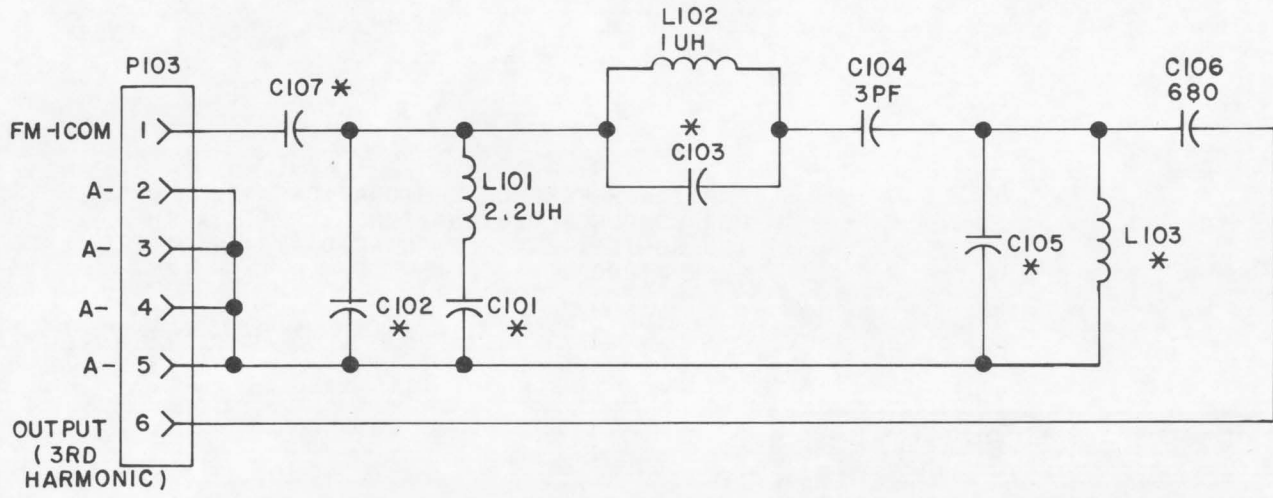 P103
FM-ICOM 1
A- 2
A- 3
A- 4
A- 5
OUTPUT 6
(3RD
HARMONIC)
C107 *
C102
*
L101
2.2UH
C101
*
L102
1UH
*
C103
C104
3PF
C105
*
L103
*
C106
680